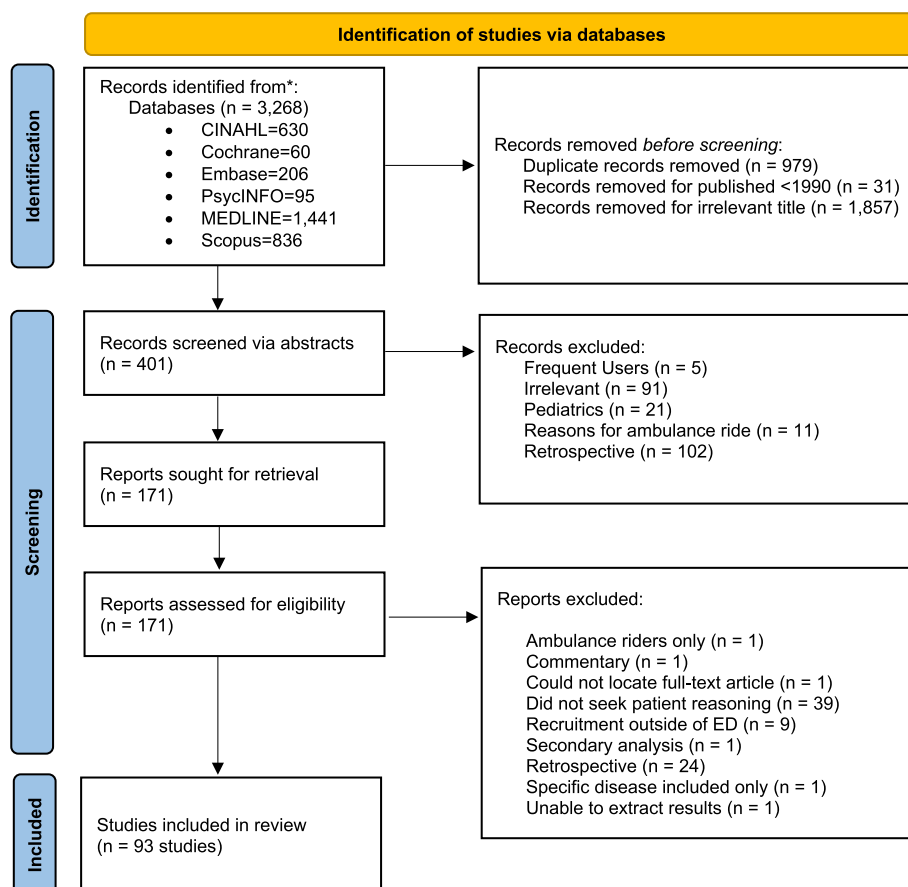 Identification of studies via databases
Identification
Records identified from*:
Databases (n = 3,268)
• CINAHL=630
• Cochrane=60
• Embase=206
• PsycINFO=95
• MEDLINE=1,441
• Scopus=836
Records removed before screening:
Duplicate records removed (n = 979)
Records removed for published <1990 (n = 31)
Records removed for irrelevant title (n = 1,857)
Screening
Records screened via abstracts
(n = 401)
Records excluded:
Frequent Users (n = 5)
Irrelevant (n = 91)
Pediatrics (n = 21)
Reasons for ambulance ride (n = 11)
Retrospective (n = 102)
Reports sought for retrieval
(n = 171)
Reports assessed for eligibility
(n = 171)
Reports excluded:
Ambulance riders only (n = 1)
Commentary (n = 1)
Could not locate full-text article (n = 1)
Did not seek patient reasoning (n = 39)
Recruitment outside of ED (n = 9)
Secondary analysis (n = 1)
Retrospective (n = 24)
Specific disease included only (n = 1)
Unable to extract results (n = 1)
Included
Studies included in review
(n = 93 studies)